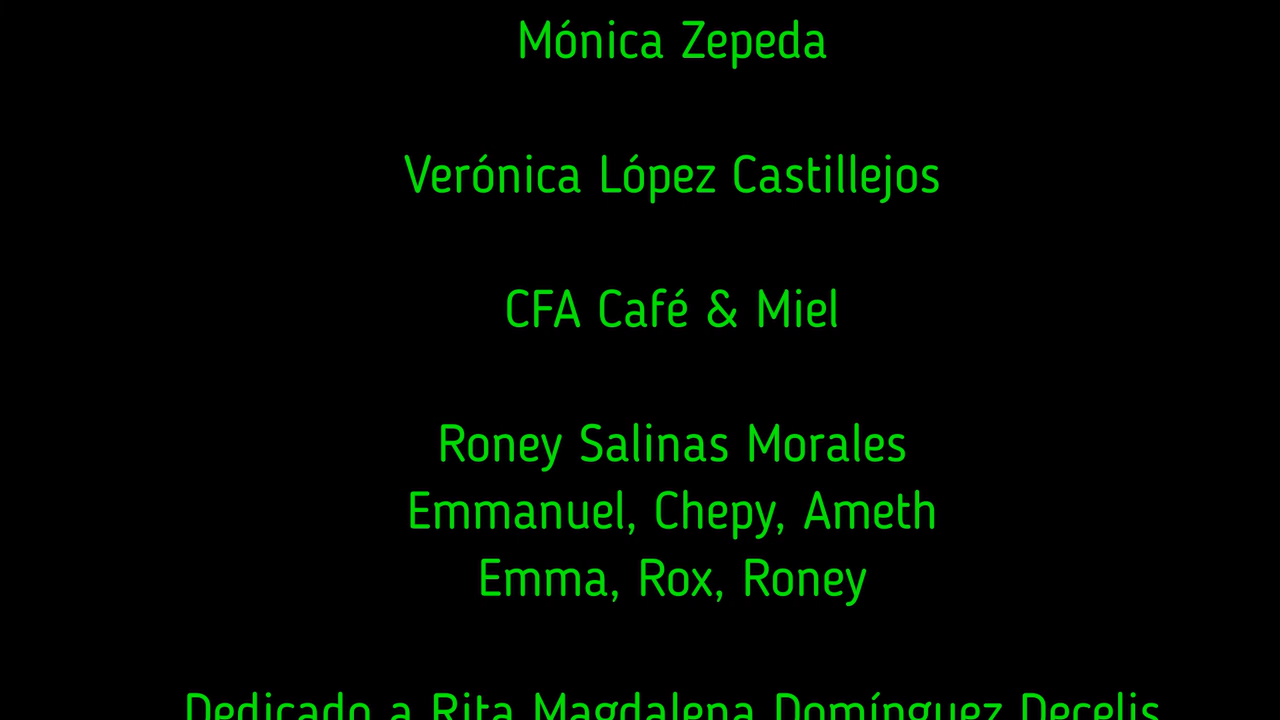 Mónica Zepeda
Verónica López Castillejos
CFA Café & Miel
Roney Salinas Morales
Emmanuel, Chepy, Ameth
Emma, Rox, Roney
Dedicado a Rita Magdalena Domínguez Decelis